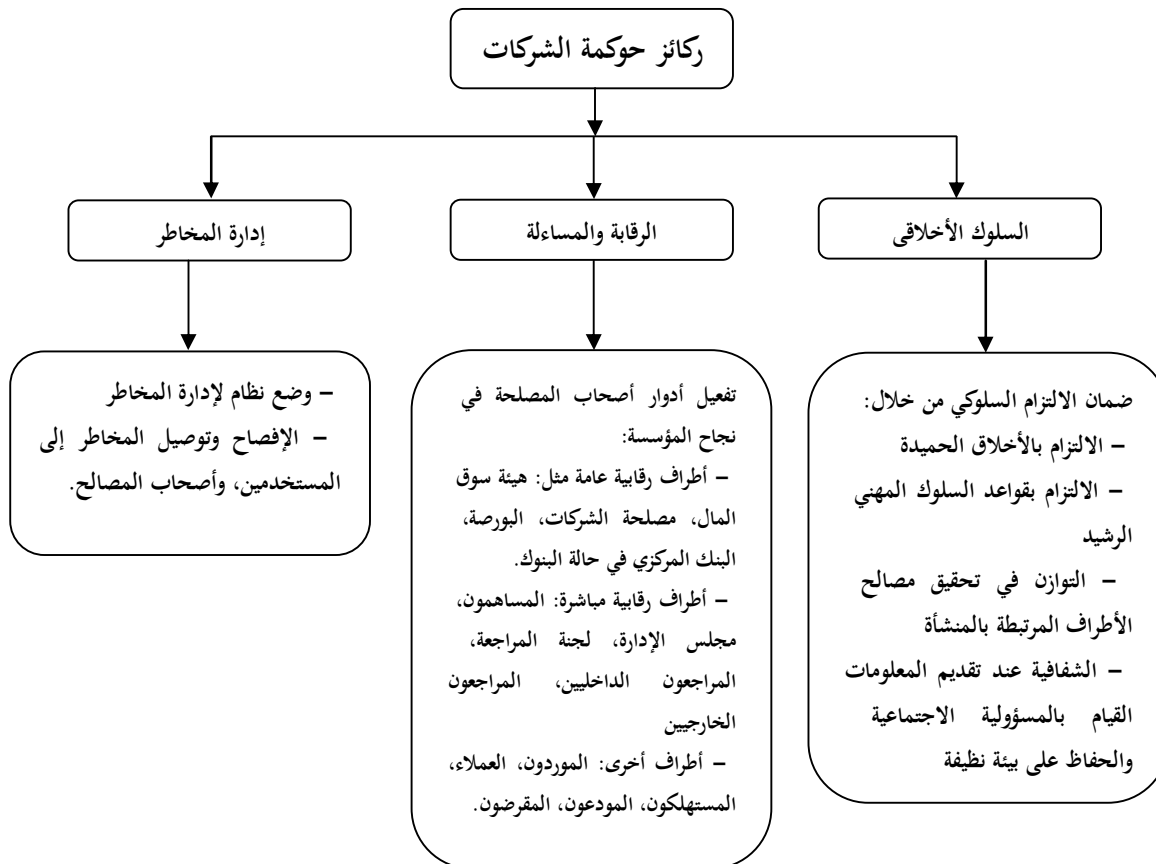 ركائز حوكمة الشركات
السلوك الأخلاقى
الرقابة والمساءلة
إدارة المخاطر
ضمان الالتزام السلوكي من خلال:
– الالتزام بالأخلاق الحميدة
– الالتزام بقواعد السلوك المهني
الرشيد
– التوازن في تحقيق مصالح
الأطراف المرتبطة بالمنشأة
– الشفافية عند تقديم المعلومات
القيام بالمسؤولية الاجتماعية
والحفاظ على بيئة نظيفة
تفعيل أدوار أصحاب المصلحة في
نجاح المؤسسة:
– أطراف رقابية عامة مثل: هيئة سوق
المال، مصلحة الشركات، البورصة،
البنك المركزي في حالة البنوك.
– أطراف رقابية مباشرة: المساهمون،
مجلس الإدارة، لجنة المراجعة،
المراجعون الداخليين، المراجعون
الخارجيين
– أطراف أخرى: الموردون، العملاء،
المستهلكون، المودعون، المقرضون.
– وضع نظام لإدارة المخاطر
– الإفصاح وتوصيل المخاطر إلى
المستخدمين، وأصحاب المصالح.